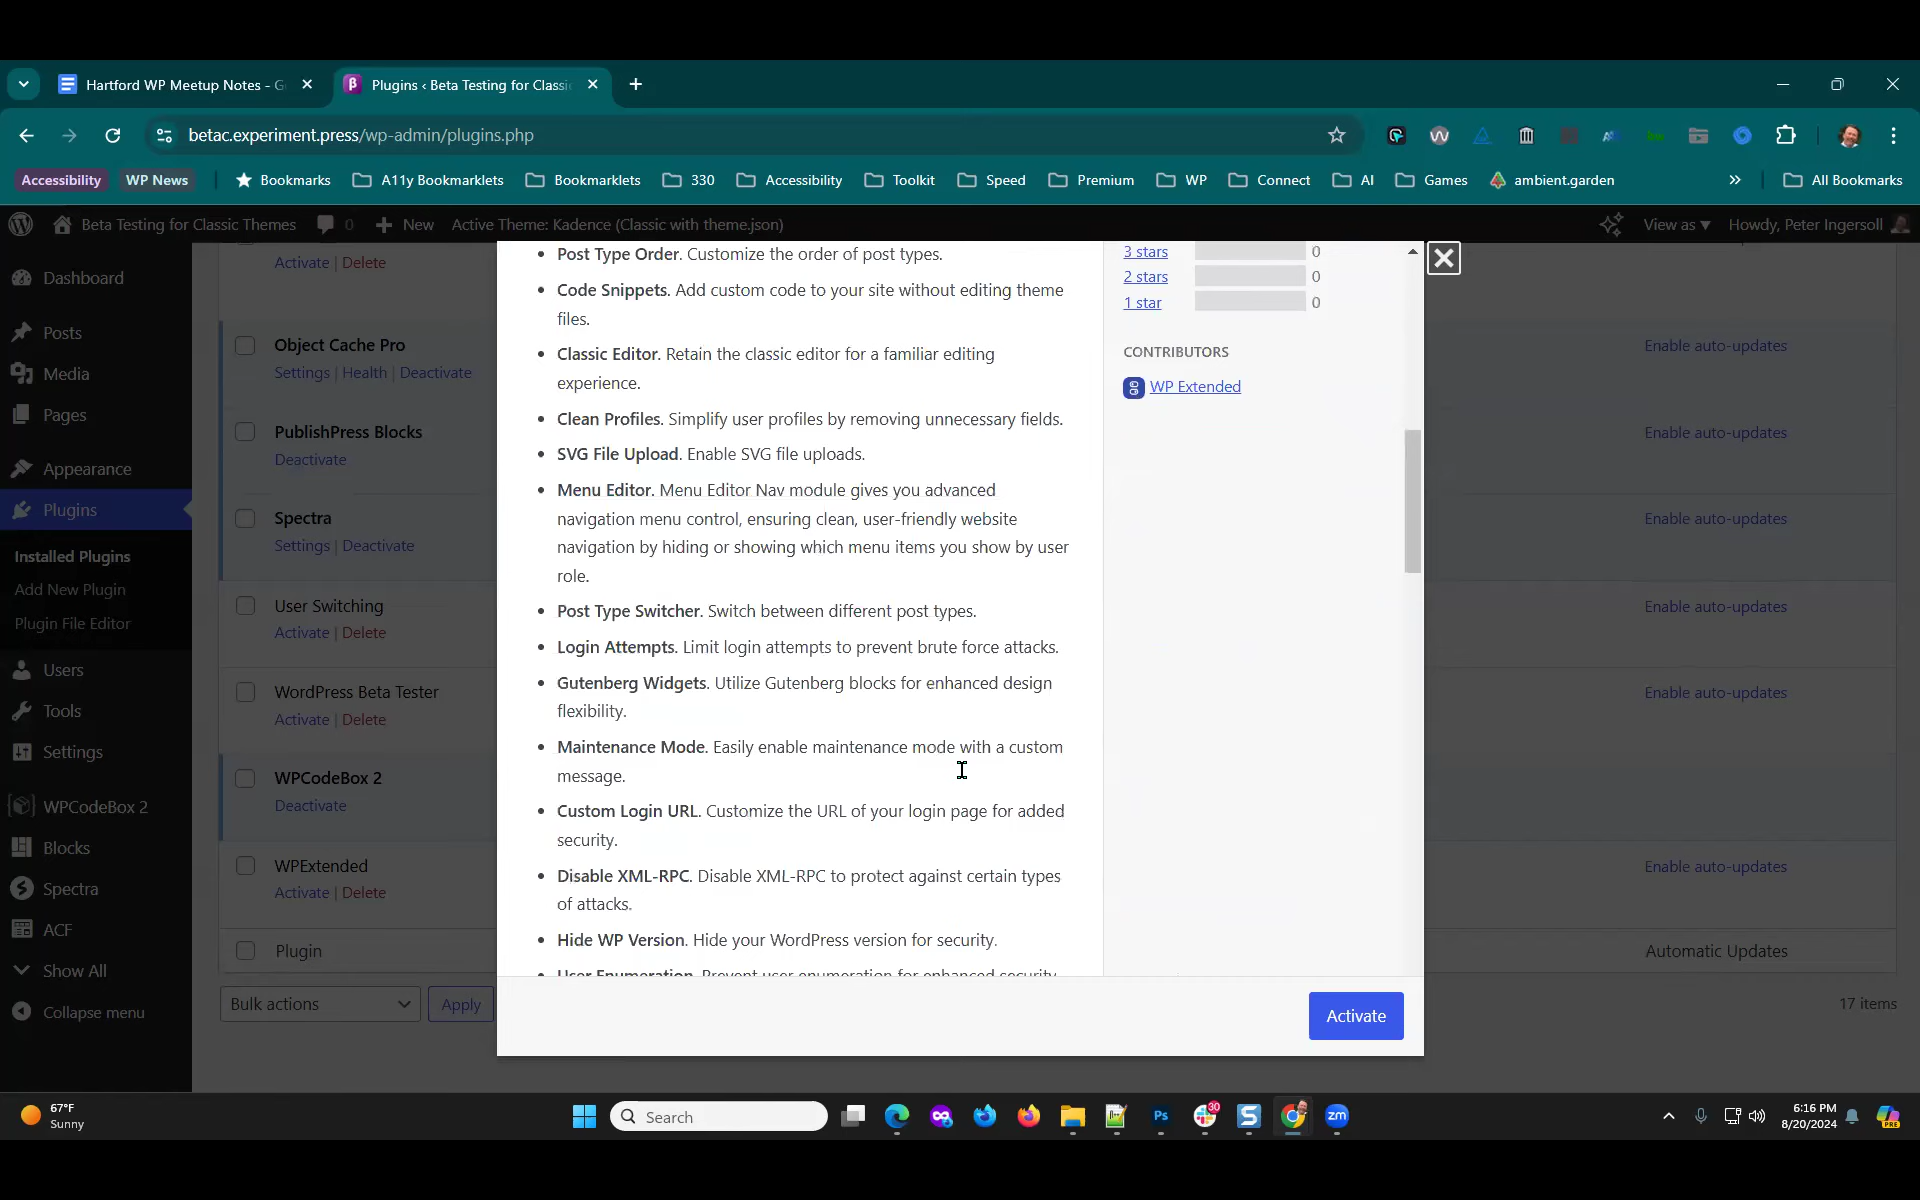 Hartford WP Meetup Notes - G
Plugins ‹ Beta Testing for Classi
betac.experiment.press/wp-admin/plugins.php
Accessibility
WP News
Bookmarks
A11y Bookmarklets
Bookmarklets
330
Accessibility
Toolkit
Speed
Premium
WP
Connect
AI
Games
ambient.garden
»
All Bookmarks
Beta Testing for Classic Themes
0
New
Active Theme: Kadence (Classic with theme.json)
View as ▼
Howdy, Peter Ingersoll
Dashboard
Posts
Media
Pages
Appearance
Plugins
Installed Plugins
Add New Plugin
Plugin File Editor
Users
Tools
Settings
WPCodeBox 2
Blocks
Spectra
ACF
Show All
Collapse menu
Activate | Delete
Object Cache Pro
Settings | Health | Deactivate
Enable auto-updates
PublishPress Blocks
Deactivate
Enable auto-updates
Spectra
Settings | Deactivate
Enable auto-updates
User Switching
Activate | Delete
Enable auto-updates
WordPress Beta Tester
Activate | Delete
Enable auto-updates
WPCodeBox 2
Deactivate
WPExtended
Activate | Delete
Enable auto-updates
Plugin
Automatic Updates
Bulk actions
Apply
17 items
• Post Type Order. Customize the order of post types.
• Code Snippets. Add custom code to your site without editing theme
files.
• Classic Editor. Retain the classic editor for a familiar editing
experience.
• Clean Profiles. Simplify user profiles by removing unnecessary fields.
• SVG File Upload. Enable SVG file uploads.
• Menu Editor. Menu Editor Nav module gives you advanced
navigation menu control, ensuring clean, user-friendly website
navigation by hiding or showing which menu items you show by user
role.
• Post Type Switcher. Switch between different post types.
• Login Attempts. Limit login attempts to prevent brute force attacks.
• Gutenberg Widgets. Utilize Gutenberg blocks for enhanced design
flexibility.
• Maintenance Mode. Easily enable maintenance mode with a custom
message.
• Custom Login URL. Customize the URL of your login page for added
security.
• Disable XML-RPC. Disable XML-RPC to protect against certain types
of attacks.
• Hide WP Version. Hide your WordPress version for security.
• User Enumeration. Prevent user enumeration for enhanced security.
3 stars 0
2 stars 0
1 star 0
CONTRIBUTORS
WP Extended
Activate
67°F
Sunny
Search
Ps
30
S
zm
6:16 PM
8/20/2024
PRE